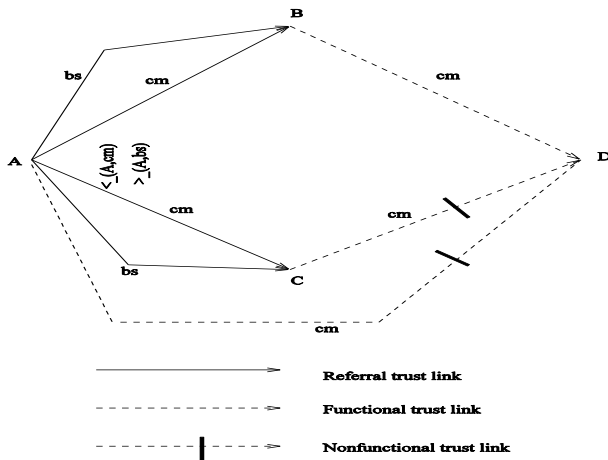 B
bs
cm
cm
A
<_(A,cm)
>_(A,bs)
D
cm
cm
bs
C
cm
Referral trust link
Functional trust link
Nonfunctional trust link